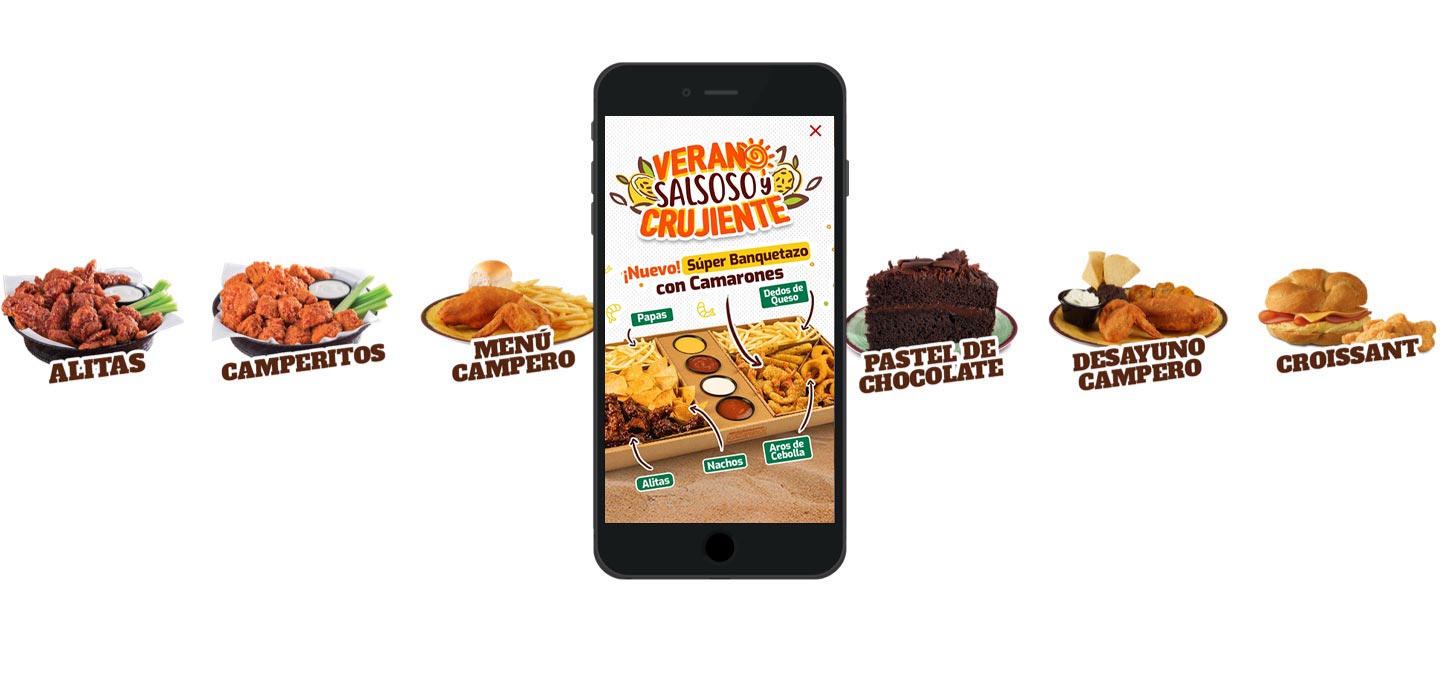 VERANO
SALSOSO y
CRUJIENTE
¡Nuevo! Súper Banquetazo
con Camarones
Dedos de
Queso
Papas
Aros de
Cebolla
Nachos
Alitas
ALITAS
CAMPERITOS
MENÚ
CAMPERO
PASTEL DE
CHOCOLATE
DESAYUNO
CAMPERO
CROISSANT